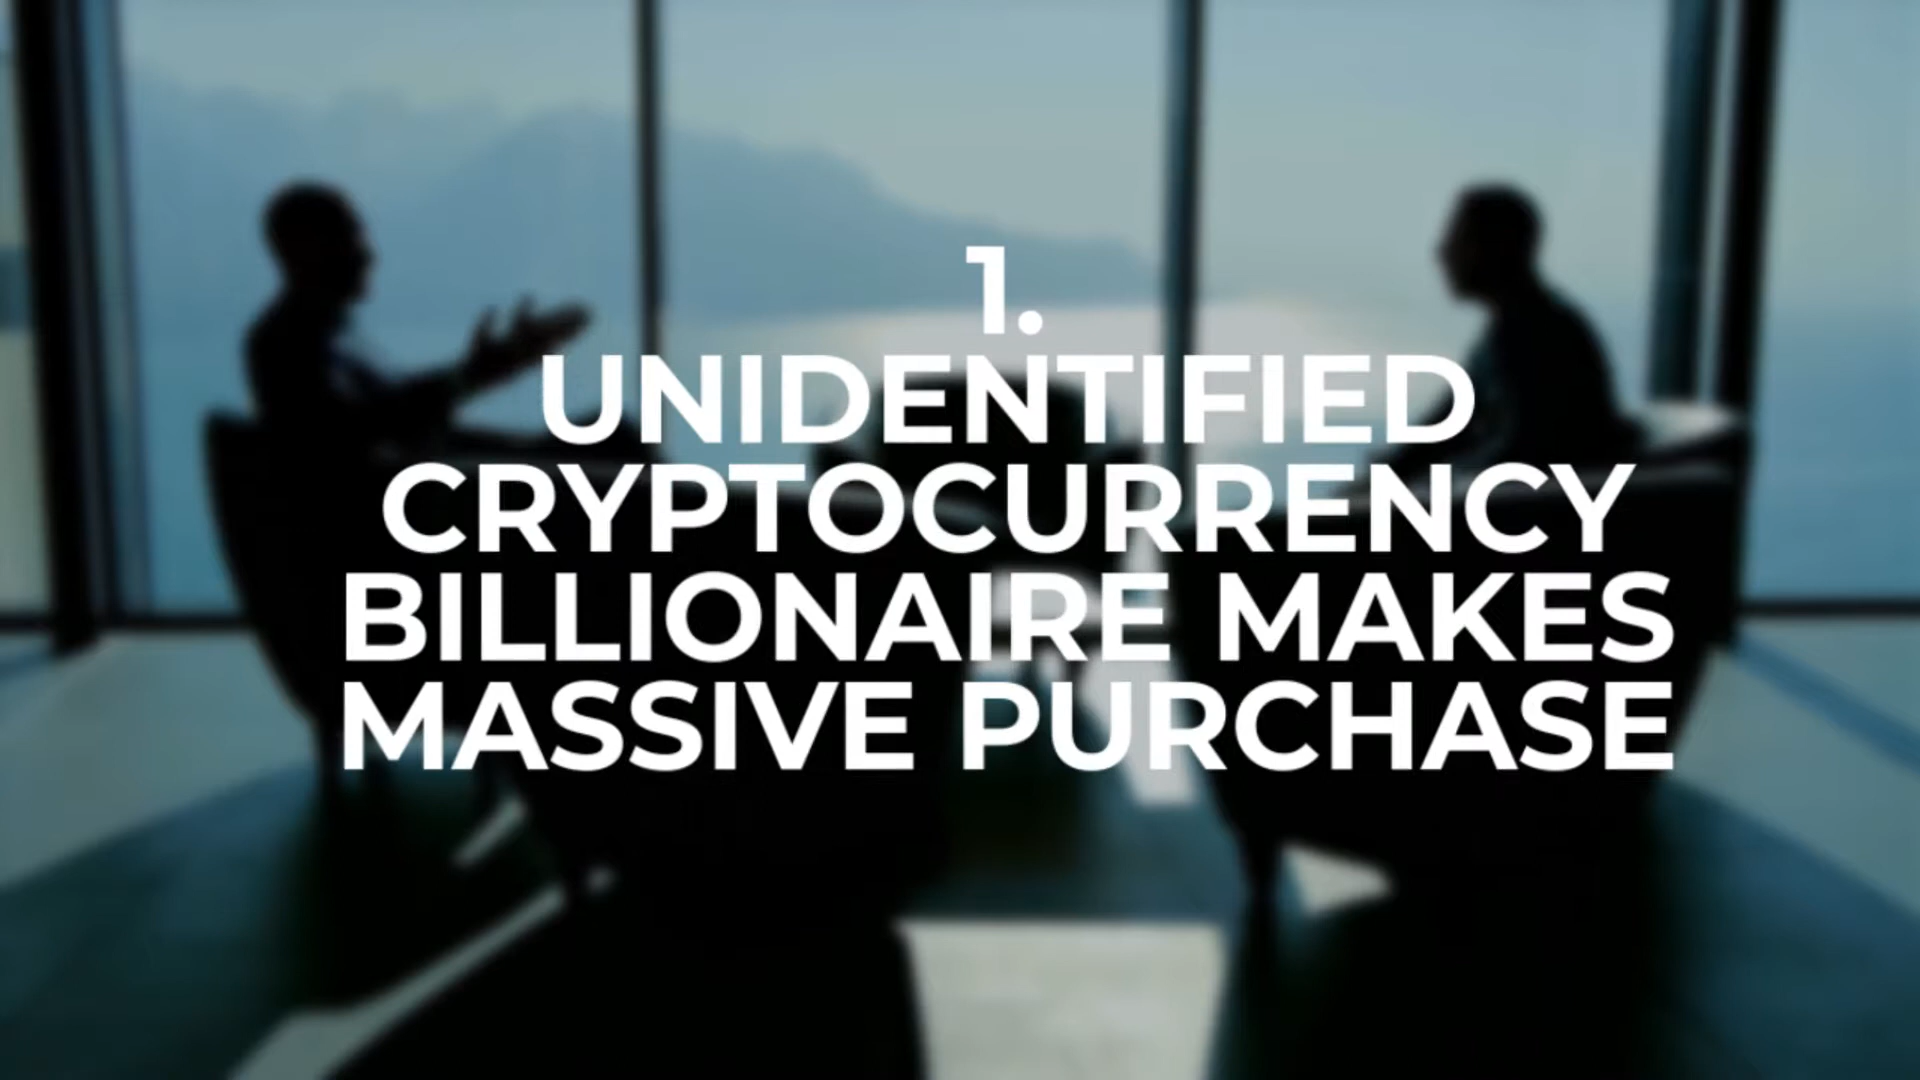 1.
UNIDENTIFIED
CRYPTOCURRENCY
BILLIONAIRE MAKES
MASSIVE PURCHASE